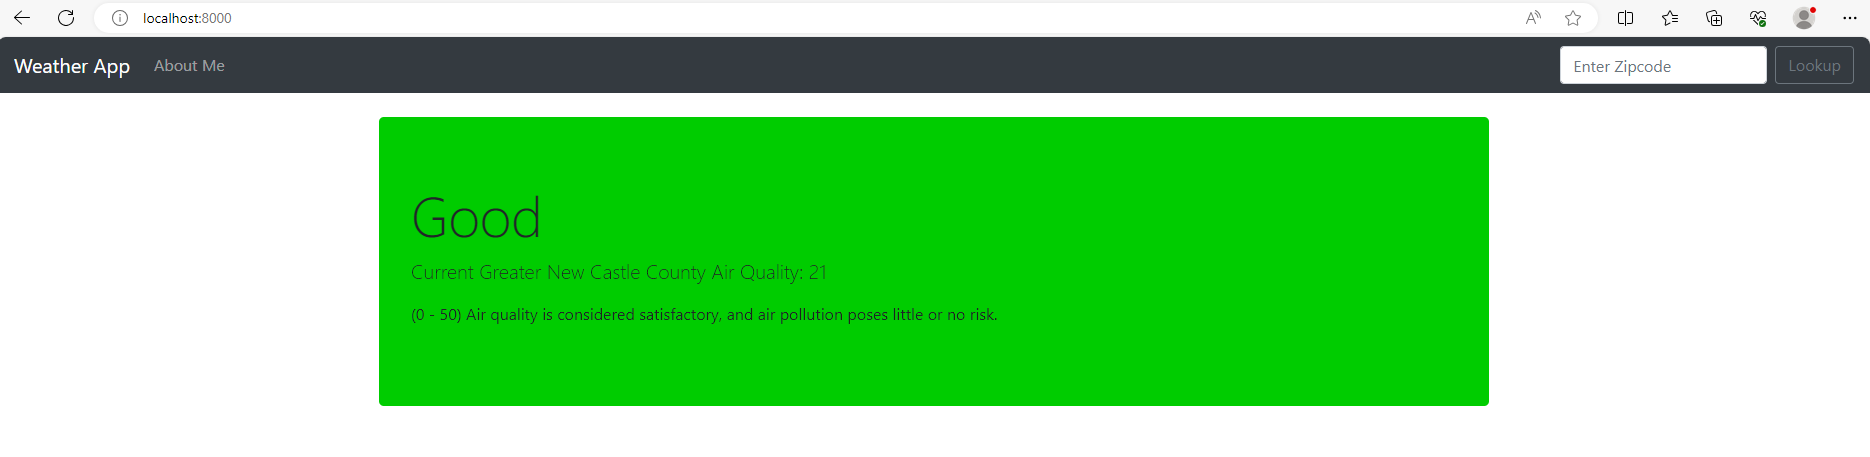 localhost:8000
Weather App About Me Enter Zipcode Lookup
Good
Current Greater New Castle County Air Quality: 21
(0 - 50) Air quality is considered satisfactory, and air pollution poses little or no risk.